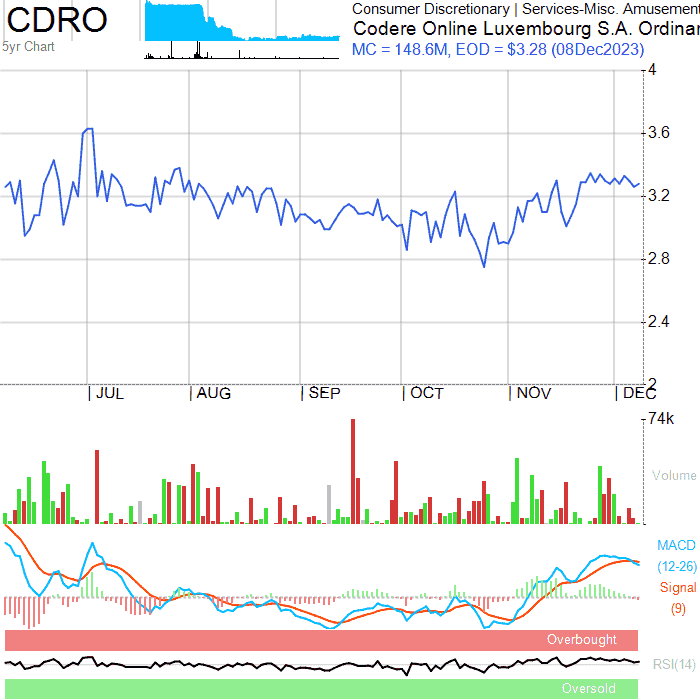 CDRO
5yr Chart
Consumer Discretionary | Services-Misc. Amusement
Codere Online Luxembourg S.A. Ordinar
MC = 148.6M, EOD = $3.28 (08Dec2023)
4
3.6
3.2
2.8
2.4
2
JUL AUG SEP OCT NOV DEC
74k
Volume
MACD
(12-26)
Signal
(9)
Overbought
RSI(14)
Oversold